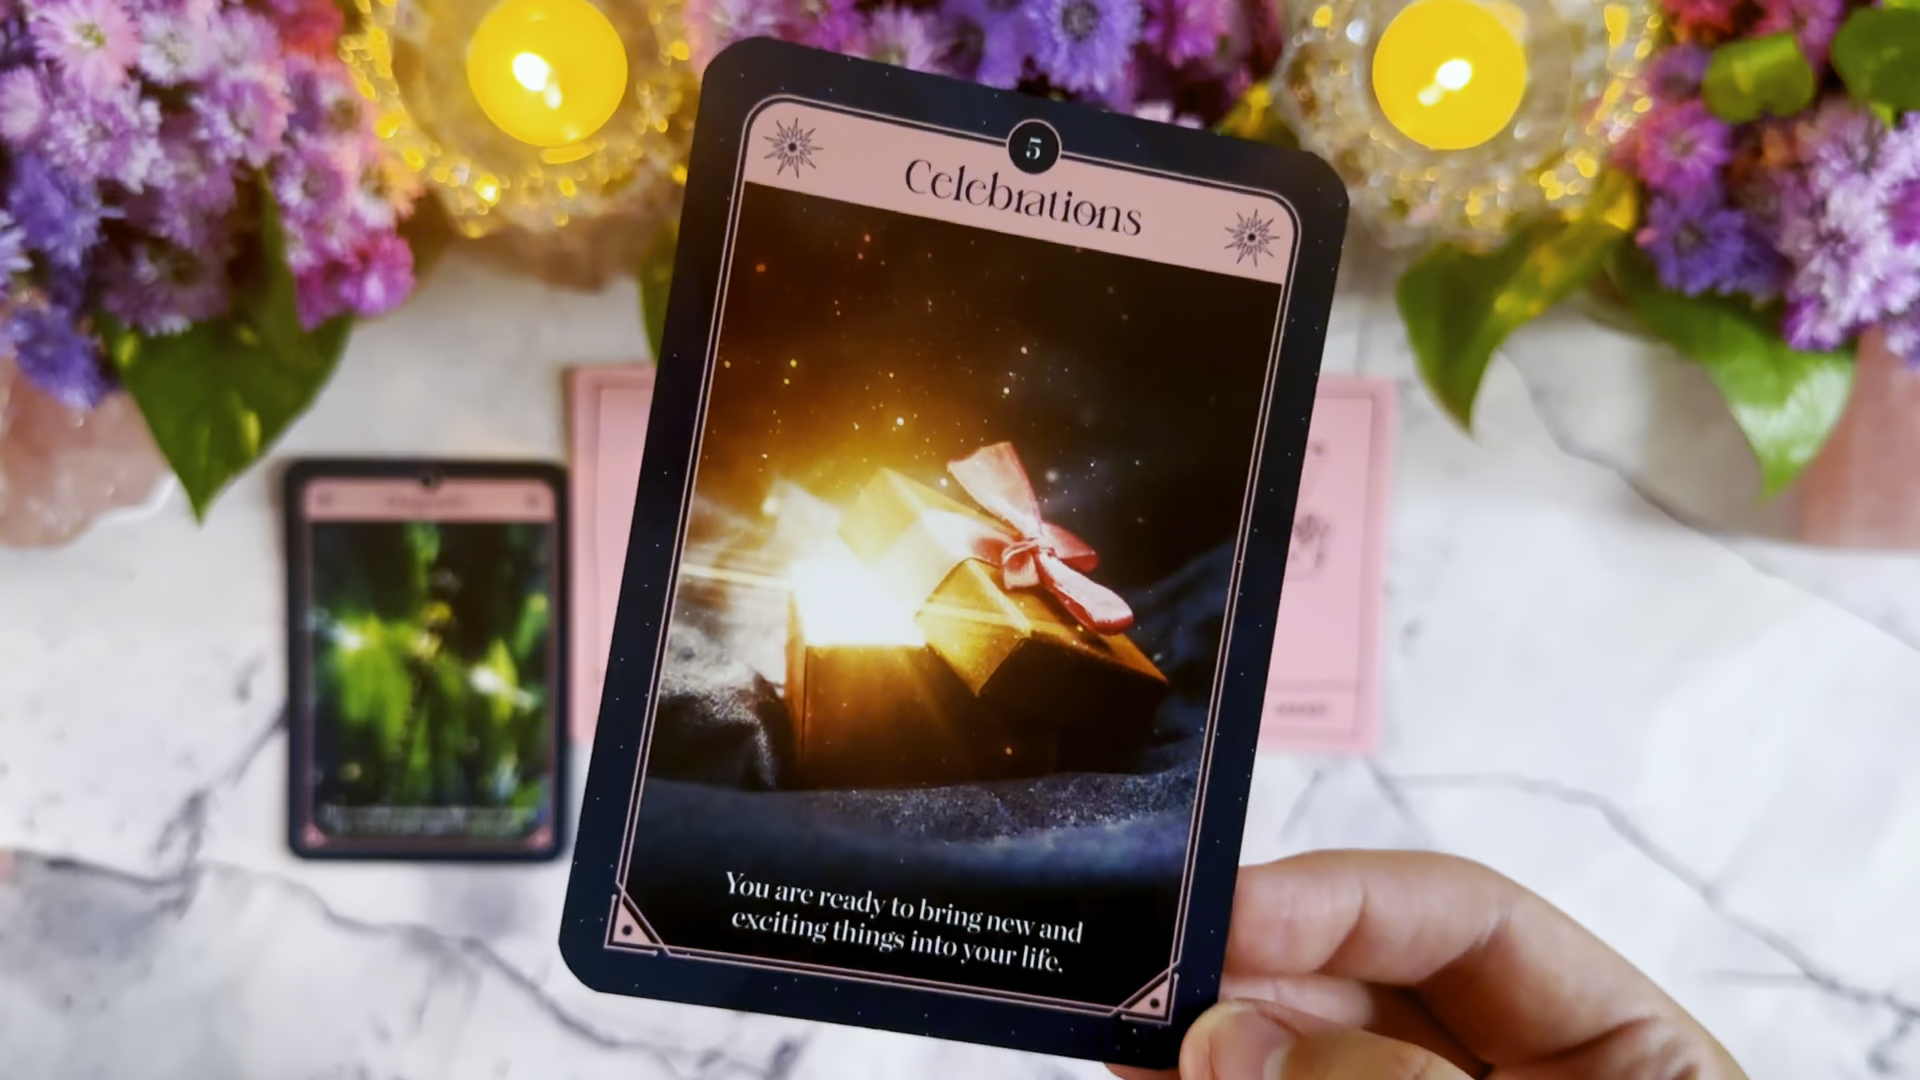 5
Celebrations
You are ready to bring new and
exciting things into your life.